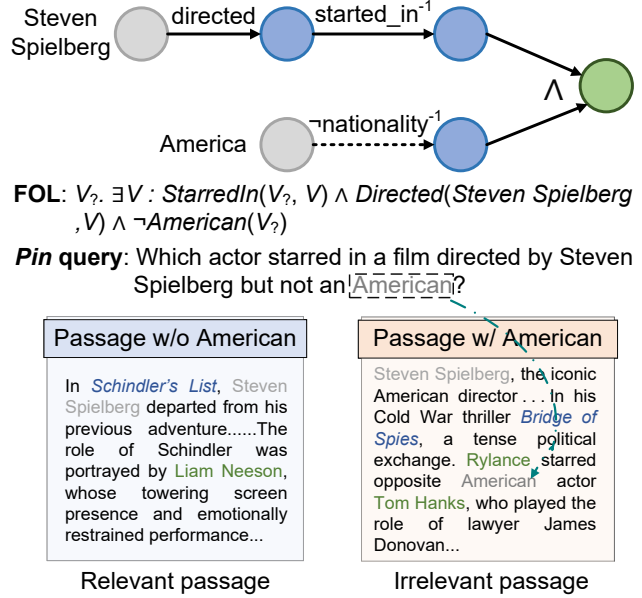 Steven
Spielberg
directed
started_in⁻¹
∧
America
¬nationality⁻¹
FOL: V?. ∃V : StarredIn(V?, V) ∧ Directed(Steven Spielberg
,V) ∧ ¬American(V?)
Pin query: Which actor starred in a film directed by Steven
Spielberg but not an American?
Passage w/o American
In Schindler's List, Steven
Spielberg departed from his
previous adventure......The
role of Schindler was
portrayed by Liam Neeson,
whose towering screen
presence and emotionally
restrained performance...
Relevant passage
Passage w/ American
Steven Spielberg, the iconic
American director . . . In his
Cold War thriller Bridge of
Spies, a tense political
exchange. Rylance starred
opposite American actor
Tom Hanks, who played the
role of lawyer James
Donovan...
Irrelevant passage